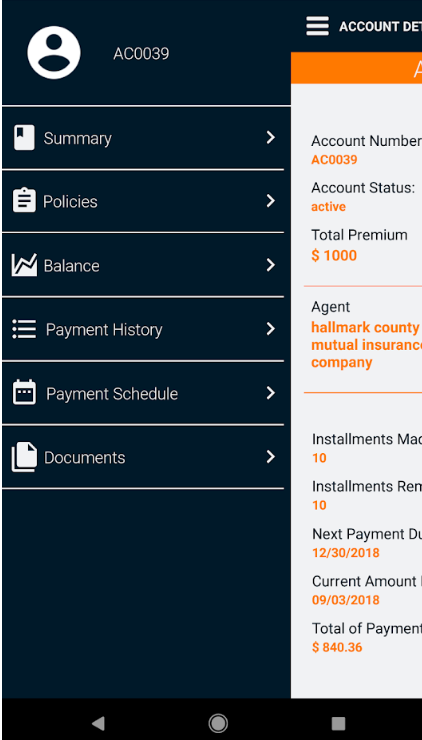 AC0039
Summary
Policies
Balance
Payment History
Payment Schedule
Documents
ACCOUNT DET
A
Account Number
AC0039
Account Status:
active
Total Premium
$ 1000
Agent
hallmark county
mutual insurance
company
Installments Mad
10
Installments Rem
10
Next Payment Du
12/30/2018
Current Amount
09/03/2018
Total of Payment
$ 840.36